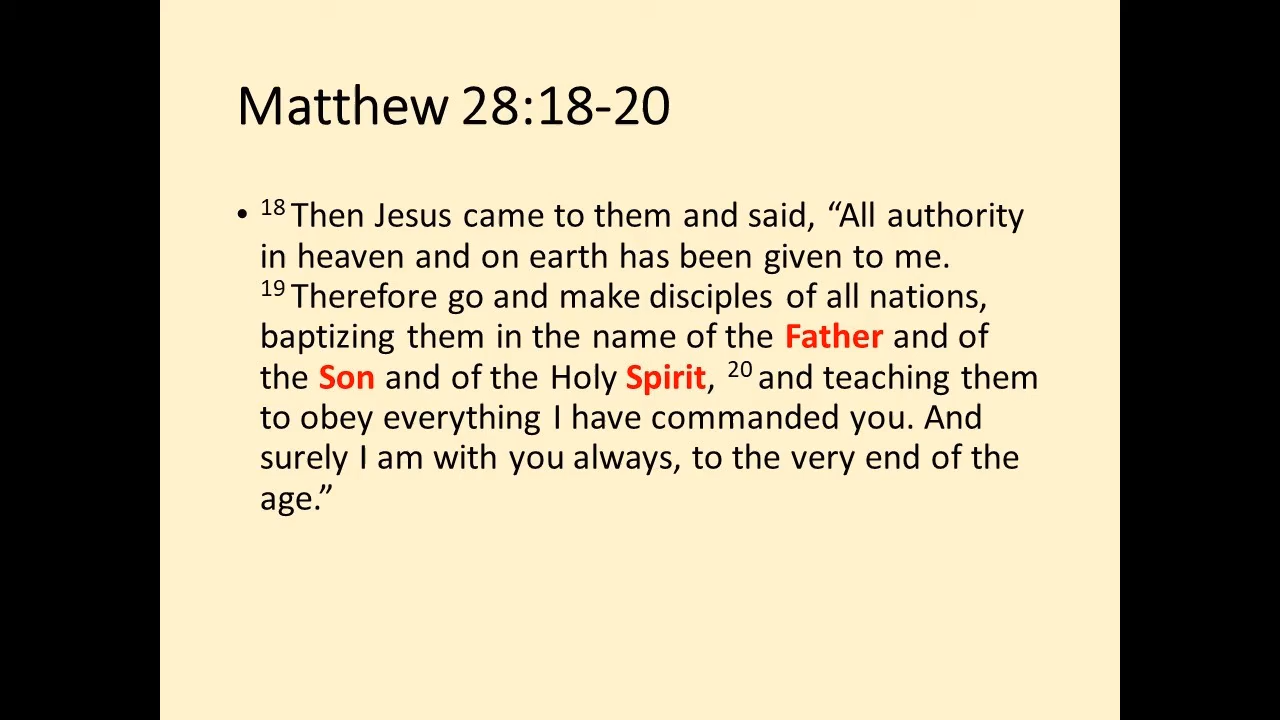 Matthew 28:18-20
• 18 Then Jesus came to them and said, “All authority
in heaven and on earth has been given to me.
19 Therefore go and make disciples of all nations,
baptizing them in the name of the Father and of
the Son and of the Holy Spirit, 20 and teaching them
to obey everything I have commanded you. And
surely I am with you always, to the very end of the
age.”